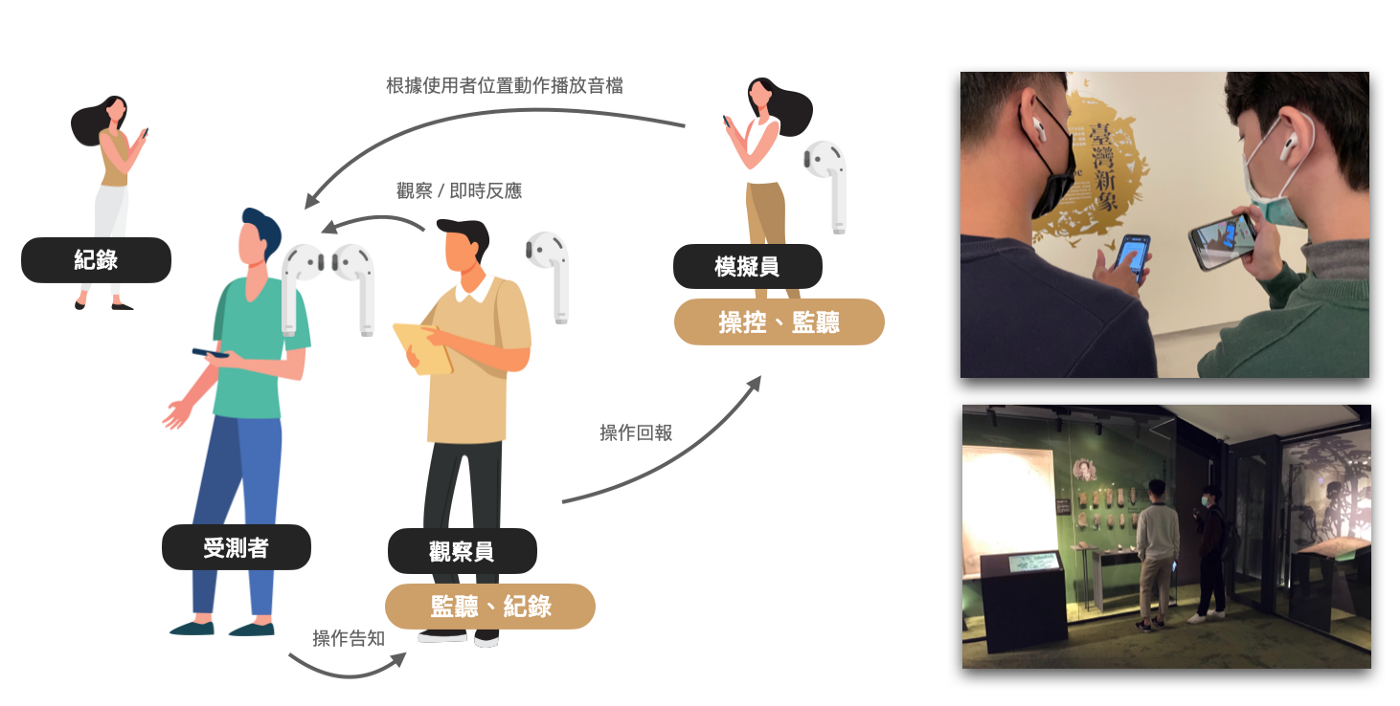 根據使用者位置動作播放音檔
觀察 / 即時反應
紀錄
模擬員
操控、監聽
操作回報
受測者
觀察員
監聽、紀錄
操作告知
臺灣新象